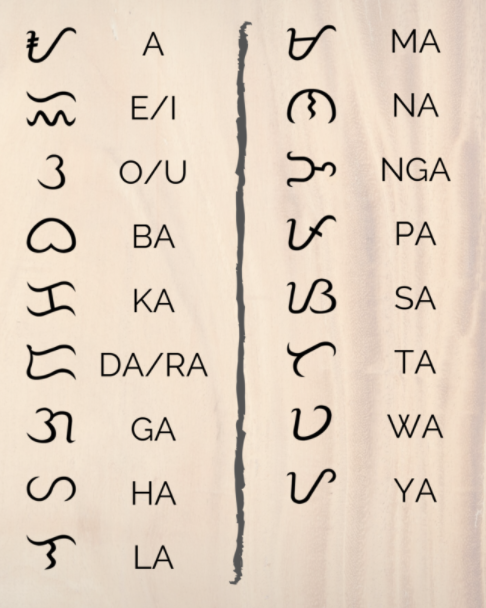 ᜀ A
ᜁ E/I
ᜂ O/U
ᜊ BA
ᜃ KA
ᜇ DA/RA
ᜄ GA
ᜑ HA
ᜎ LA
ᜋ MA
ᜈ NA
ᜅ NGA
ᜉ PA
ᜐ SA
ᜆ TA
ᜏ WA
ᜌ YA